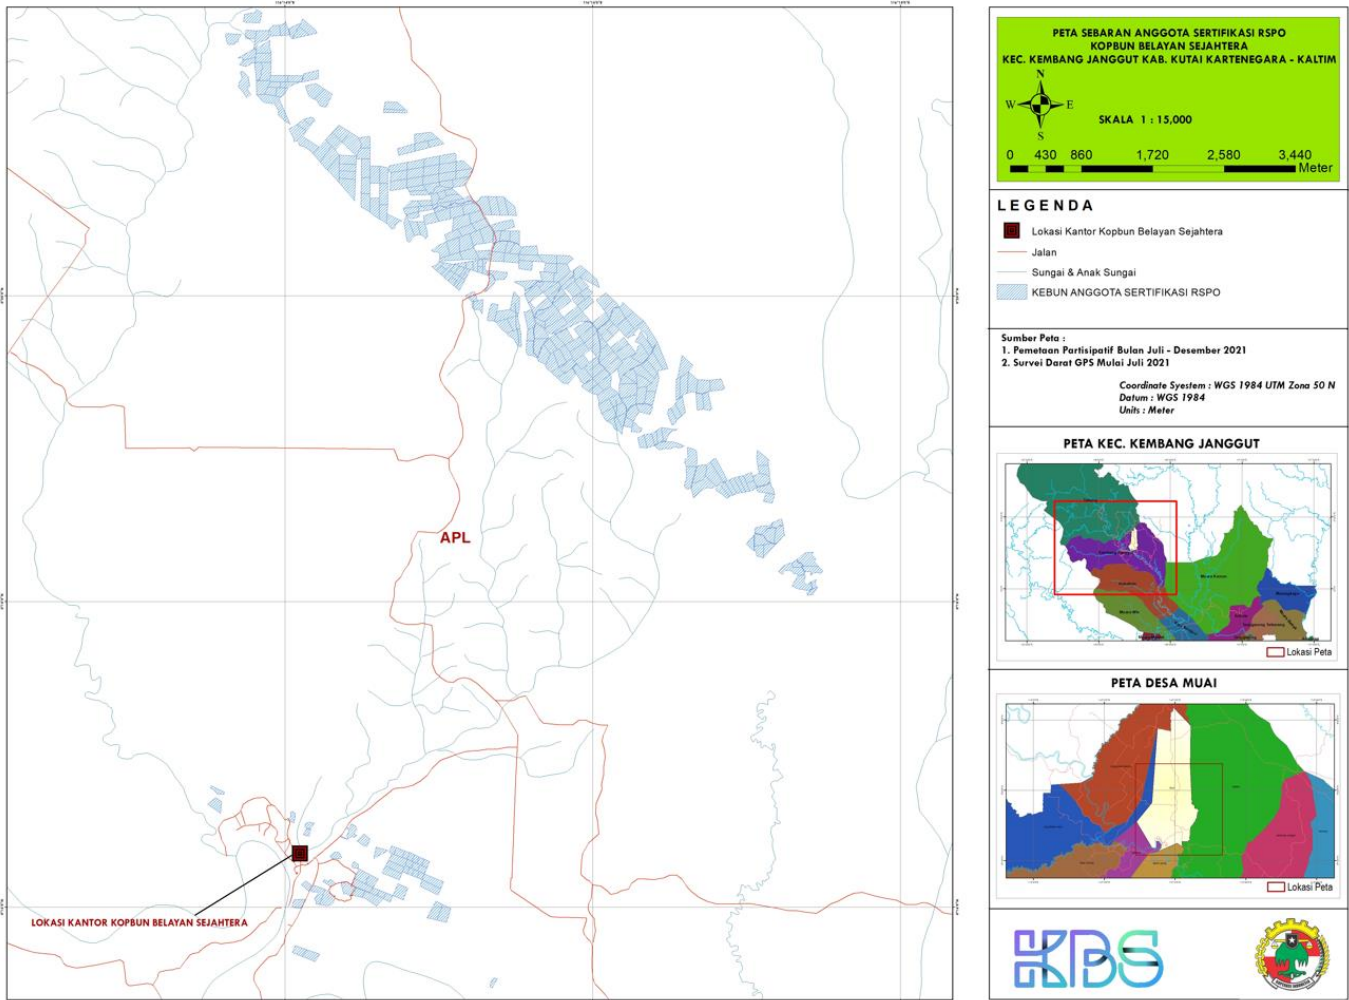 PETA SEBARAN ANGGOTA SERTIFIKASI RSPO
KOPBUN BELAYAN SEJAHTERA
KEC. KEMBANG JANGGUT KAB. KUTAI KARTENEGARA - KALTIM
N
W E
S
SKALA 1 : 15,000
0 430 860 1,720 2,580 3,440
Meter
LEGENDA
Lokasi Kantor Kopbun Belayan Sejahtera
Jalan
Sungai & Anak Sungai
KEBUN ANGGOTA SERTIFIKASI RSPO
Sumber Peta :
1. Pemetaan Partisipatif Bulan Juli - Desember 2021
2. Survei Darat GPS Mulai Juli 2021
Coordinate Syestem : WGS 1984 UTM Zona 50 N
Datum : WGS 1984
Units : Meter
PETA KEC. KEMBANG JANGGUT
Lokasi Peta
PETA DESA MUAI
Lokasi Peta
KBS
APL
LOKASI KANTOR KOPBUN BELAYAN SEJAHTERA